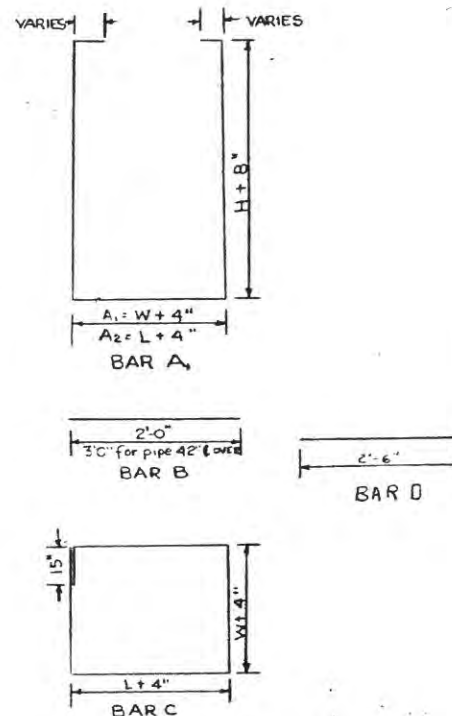 VARIES
VARIES
H + 8"
A1 = W + 4"
A2 = L + 4"
BAR A1
2'-0"
3'0" for pipe 42" & OVER
BAR B
2'-6"
BAR D
15"
W + 4"
L + 4"
BAR C